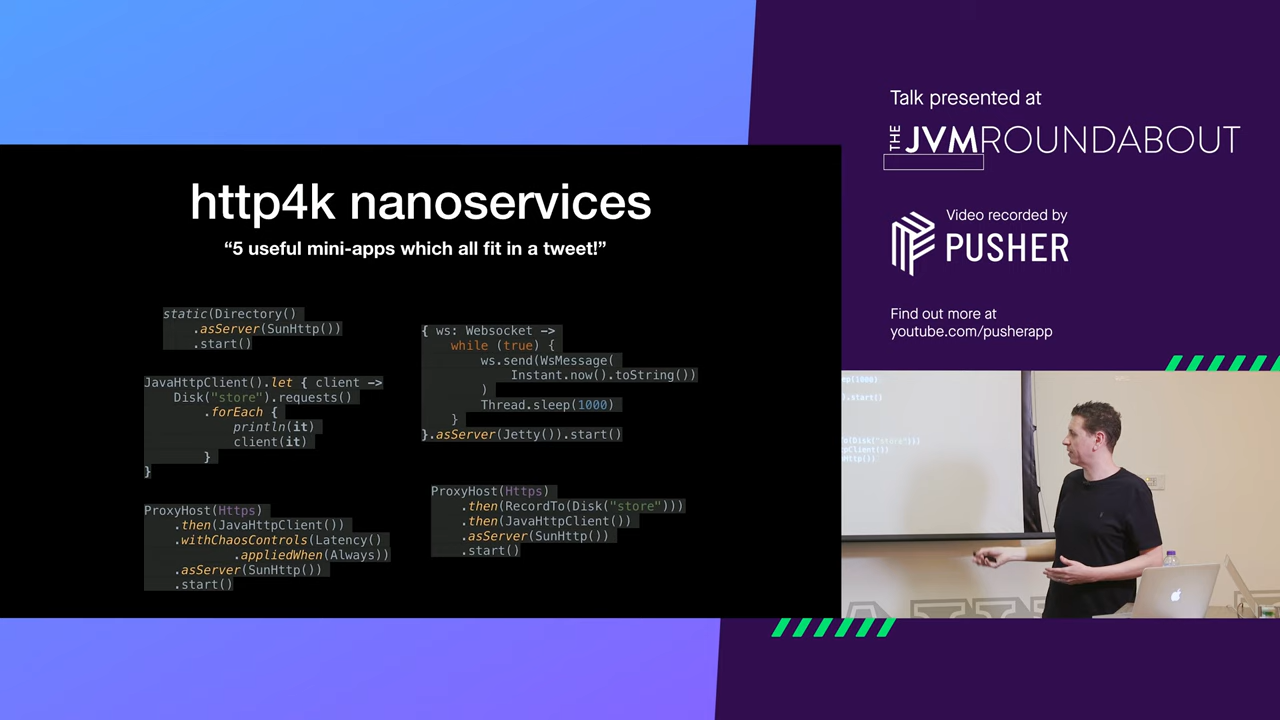 Talk presented at
THE JVMROUNDABOUT
Video recorded by
PUSHER
Find out more at
youtube.com/pusherapp
http4k nanoservices
“5 useful mini-apps which all fit in a tweet!”
static(Directory()
    .asServer(SunHttp())
    .start()
JavaHttpClient().let { client ->
    Disk("store").requests()
        .forEach {
            println(it)
            client(it)
        }
}
ProxyHost(Https)
    .then(JavaHttpClient())
    .withChaosControls(Latency()
            .appliedWhen(Always))
    .asServer(SunHttp())
    .start()
{ ws: Websocket ->
    while (true) {
        ws.send(WsMessage(
            Instant.now().toString())
        )
        Thread.sleep(1000)
    }
}.asServer(Jetty()).start()
ProxyHost(Https)
    .then(RecordTo(Disk("store")))
    .then(JavaHttpClient())
    .asServer(SunHttp())
    .start()
).start()